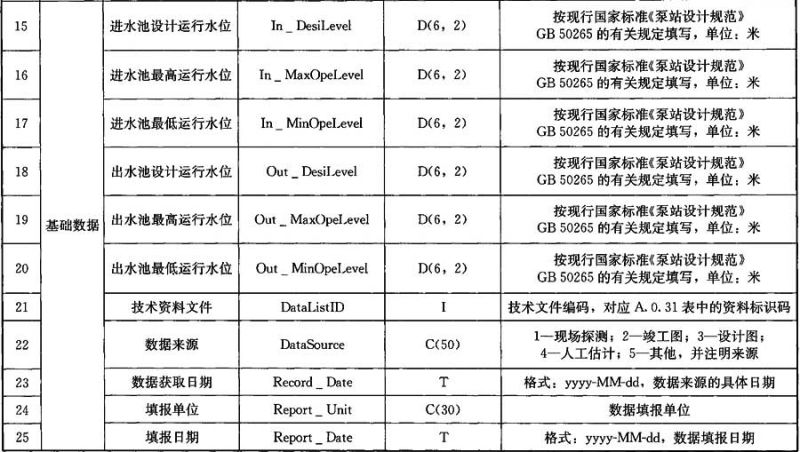 15 进水池设计运行水位 In _ DesiLevel D(6，2) 按现行国家标准《泵站设计规范》
GB 50265 的有关规定填写，单位：米
16 进水池最高运行水位 In _ MaxOpeLevel D(6，2) 按现行国家标准《泵站设计规范》
GB 50265 的有关规定填写，单位：米
17 进水池最低运行水位 In _ MinOpeLevel D(6，2) 按现行国家标准《泵站设计规范》
GB 50265 的有关规定填写，单位：米
18 出水池设计运行水位 Out _ DesiLevel D(6，2) 按现行国家标准《泵站设计规范》
GB 50265 的有关规定填写，单位：米
19 基础数据 出水池最高运行水位 Out _ MaxOpeLevel D(6，2) 按现行国家标准《泵站设计规范》
GB 50265 的有关规定填写，单位：米
20 出水池最低运行水位 Out _ MinOpeLevel D(6，2) 按现行国家标准《泵站设计规范》
GB 50265 的有关规定填写，单位：米
21 技术资料文件 DataListID I 技术文件编码，对应 A.0.31 表中的资料标识码
22 数据来源 DataSource C(50) 1—现场探测；2—竣工图；3—设计图；
4—人工估计；5—其他，并注明来源
23 数据获取日期 Record _ Date T 格式：yyyy-MM-dd，数据来源的具体日期
24 填报单位 Report _ Unit C(30) 数据填报单位
25 填报日期 Report _ Date T 格式：yyyy-MM-dd，数据填报日期